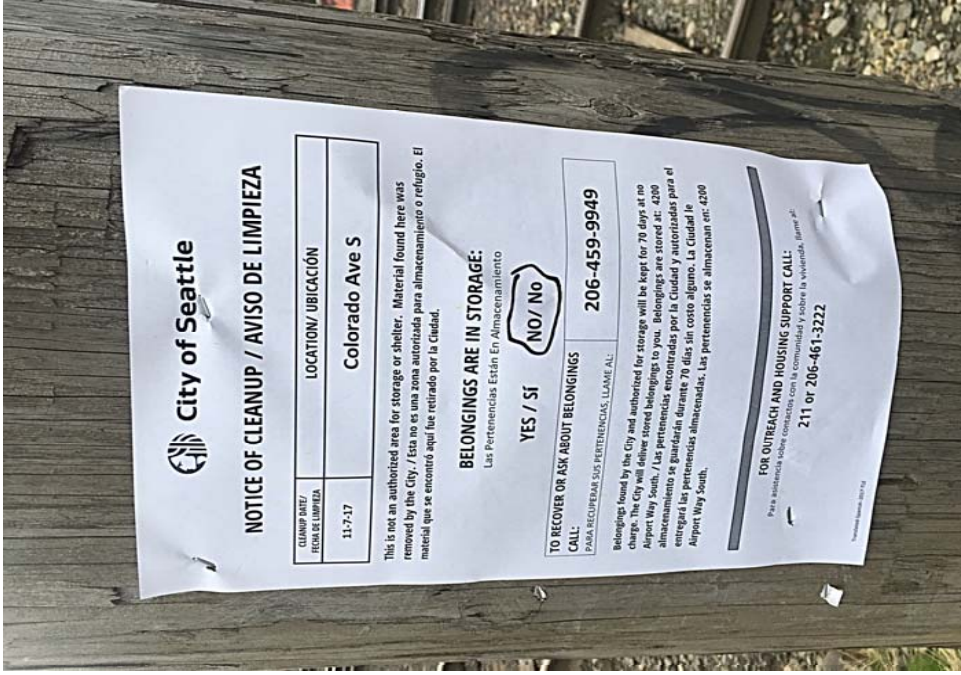 City of Seattle
NOTICE OF CLEANUP / AVISO DE LIMPIEZA
CLEANUP DATE/
FECHA DE LIMPIEZA
LOCATION/ UBICACIÓN
11-7-17
Colorado Ave S
This is not an authorized area for storage or shelter. Material found here was
removed by the City. / Esta no es una zona autorizada para almacenamiento o refugio. El
material que se encontró aquí fue retirado por la Ciudad.
BELONGINGS ARE IN STORAGE:
Las Pertenencias Están En Almacenamiento
YES / SÍ NO/ No
TO RECOVER OR ASK ABOUT BELONGINGS
CALL:
PARA RECUPERAR SUS PERTENENCIAS, LLAME AL:
206-459-9949
Belongings found by the City and authorized for storage will be kept for 70 days at no
charge. The City will deliver stored belongings to you. Belongings are stored at: 4200
Airport Way South. / Las pertenencias encontradas por la Ciudad y autorizadas para el
almacenamiento se guardarán durante 70 días sin costo alguno. La Ciudad le
entregará las pertenencias almacenadas. Las pertenencias se almacenan en: 4200
Airport Way South.
FOR OUTREACH AND HOUSING SUPPORT CALL:
Para asistencia sobre contactos con la comunidad y sobre la vivienda, llame al:
211 or 206-461-3222